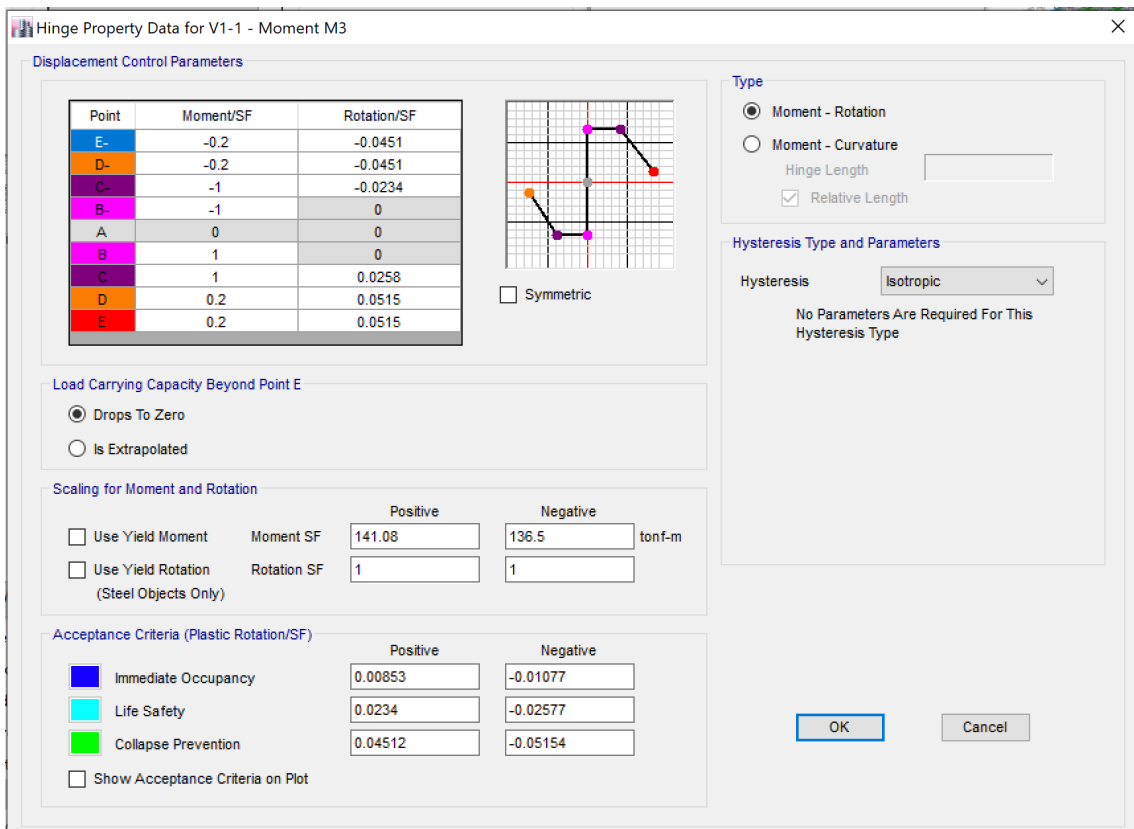 Hinge Property Data for V1-1 - Moment M3
Displacement Control Parameters
Point Moment/SF Rotation/SF
E- -0.2 -0.0451
D- -0.2 -0.0451
C- -1 -0.0234
B- -1 0
A 0 0
B 1 0
C 1 0.0258
D 0.2 0.0515
E 0.2 0.0515
Symmetric
Load Carrying Capacity Beyond Point E
Drops To Zero
Is Extrapolated
Scaling for Moment and Rotation
Positive Negative
Use Yield Moment Moment SF 141.08 136.5 tonf-m
Use Yield Rotation Rotation SF 1 1
(Steel Objects Only)
Acceptance Criteria (Plastic Rotation/SF)
Positive Negative
Immediate Occupancy 0.00853 -0.01077
Life Safety 0.0234 -0.02577
Collapse Prevention 0.04512 -0.05154
Show Acceptance Criteria on Plot
Type
Moment - Rotation
Moment - Curvature
Hinge Length
Relative Length
Hysteresis Type and Parameters
Hysteresis Isotropic
No Parameters Are Required For This
Hysteresis Type
OK Cancel